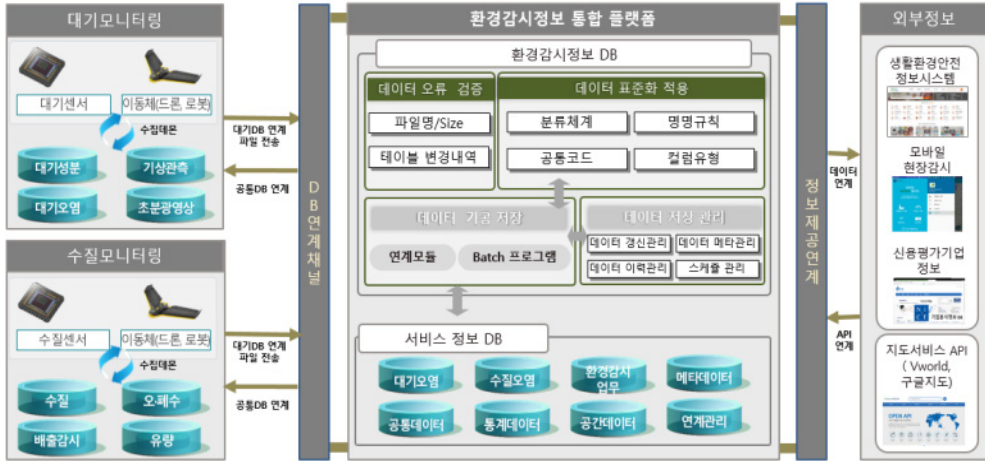 대기모니터링
대기센서
이동체(드론, 로봇)
수집데몬
대기성분
기상관측
대기오염
초분광영상
수질모니터링
수질센서
이동체(드론, 로봇)
수집데몬
수질
오·폐수
배출감시
유량
대기DB 연계
파일 전송
공통DB 연계
대기DB 연계
파일 전송
공통DB 연계
DB연계채널
환경감시정보 통합 플랫폼
환경감시정보 DB
데이터 오류 검증
파일명/Size
테이블 변경내역
데이터 표준화 적용
분류체계
명명규칙
공통코드
컬럼유형
데이터 가공 저장
연계모듈
Batch 프로그램
데이터 저장 관리
데이터 갱신관리
데이터 메타관리
데이터 이력관리
스케줄 관리
서비스 정보 DB
대기오염
수질오염
환경감시
업무
메타데이터
공통데이터
통계데이터
공간데이터
연계관리
정보제공연계
데이터
연계
API
연계
외부정보
생활환경안전
정보시스템
모바일
현장감시
신용평가기업
정보
지도서비스 API
( Vworld,
구글지도)
OPEN API